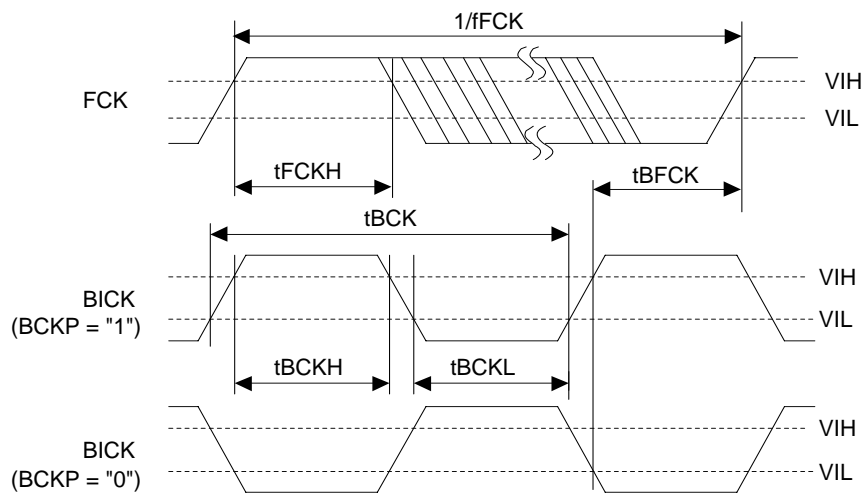 1/fFCK
FCK
VIH
VIL
tFCKH
tBFCK
tBCK
BICK
(BCKP = "1")
VIH
VIL
tBCKH
tBCKL
BICK
(BCKP = "0")
VIH
VIL